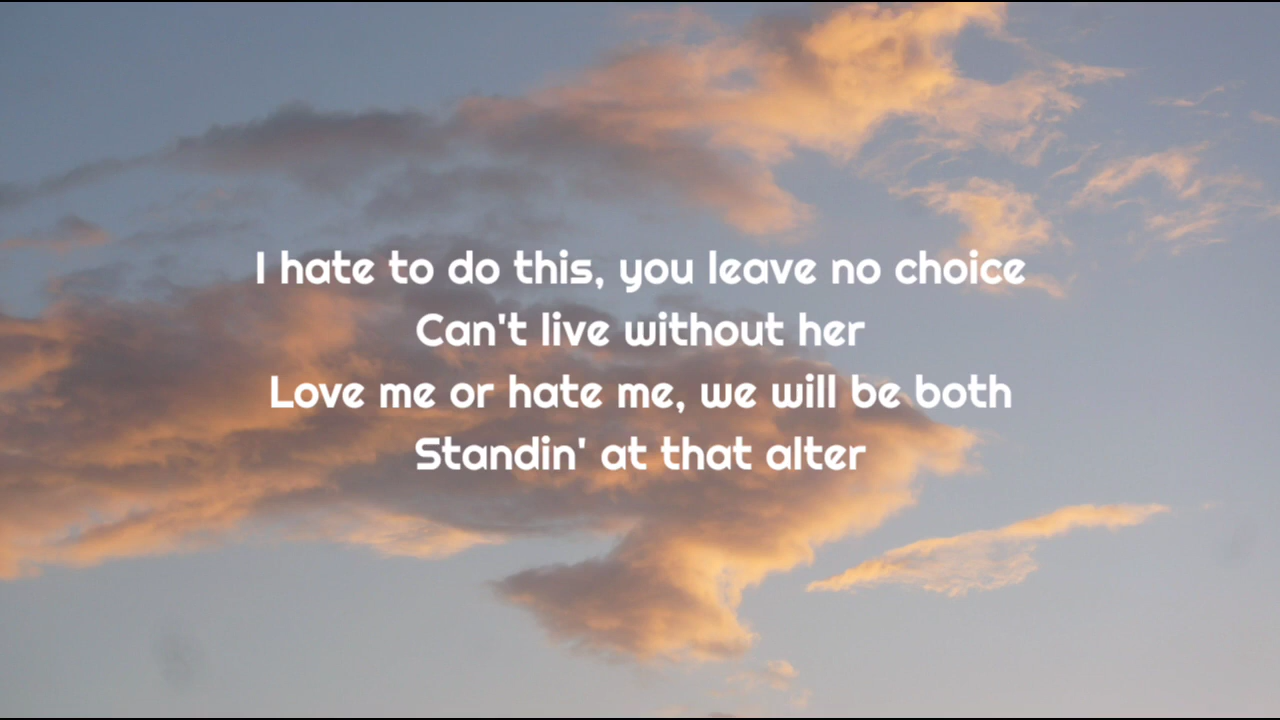 I hate to do this, you leave no choice
Can't live without her
Love me or hate me, we will be both
Standin' at that alter